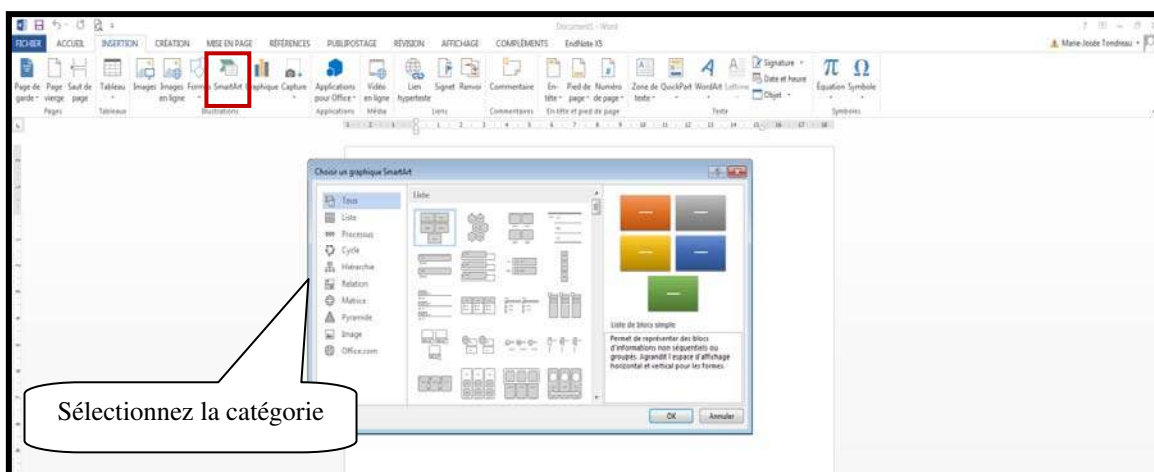 Document1 - Word
FICHIER ACCUEIL INSERTION CRÉATION MISE EN PAGE RÉFÉRENCES PUBLIPOSTAGE RÉVISION AFFICHAGE COMPLÉMENTS EndNote X5
Marie-Josée Tondreau
Page de garde
Page vierge
Saut de page
Tableau
Images
Images en ligne
Formes
SmartArt
Graphique
Capture
Applications pour Office
Vidéo en ligne
Lien hypertexte
Signet
Renvoi
Commentaire
En-tête
Pied de page
Numéro de page
Zone de texte
QuickPart
WordArt
Lettrine
Signature
Date et heure
Objet
Équation
Symbole
Pages Tableaux Illustrations Applications Média Liens Commentaires En-tête et pied de page Texte Symboles
Choisir un graphique SmartArt
Tous
Liste
Processus
Cycle
Hiérarchie
Relation
Matrice
Pyramide
Image
Office.com
Liste
Liste de blocs simple
Permet de représenter des blocs
d'informations non séquentiels ou
groupés. Agrandit l'espace d'affichage
horizontal et vertical pour les formes.
OK Annuler
Sélectionnez la catégorie